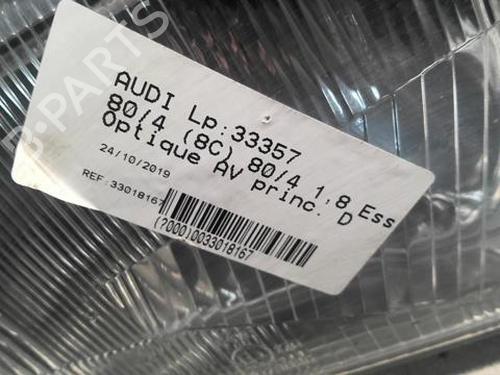 B-PARTS
AUDI Lp:33357
80/4 (8C) 80/4 1,8 Ess
Optique AV princ. D
24/10/2019
REF:33018167
(7000)0033018167